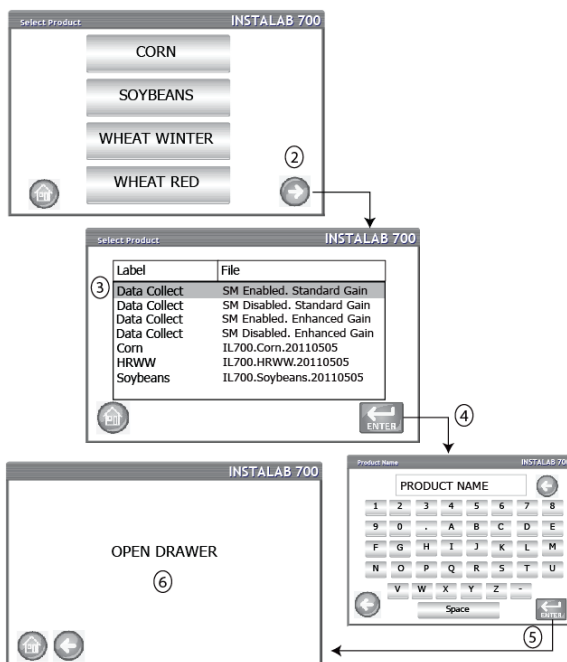 Select Product INSTALAB 700
CORN
SOYBEANS
WHEAT WINTER
WHEAT RED
2
Select Product INSTALAB 700
Label File
3
Data Collect SM Enabled. Standard Gain
Data Collect SM Disabled. Standard Gain
Data Collect SM Enabled. Enhanced Gain
Data Collect SM Disabled. Enhanced Gain
Corn IL700.Corn.20110505
HRWW IL700.HRWW.20110505
Soybeans IL700.Soybeans.20110505
ENTER
4
Product Name INSTALAB 700
PRODUCT NAME
1 2 3 4 5 6 7 8
9 0 . A B C D E
F G H I J K L M
N O P Q R S T U
V W X Y Z -
Space
ENTER
5
INSTALAB 700
OPEN DRAWER
6